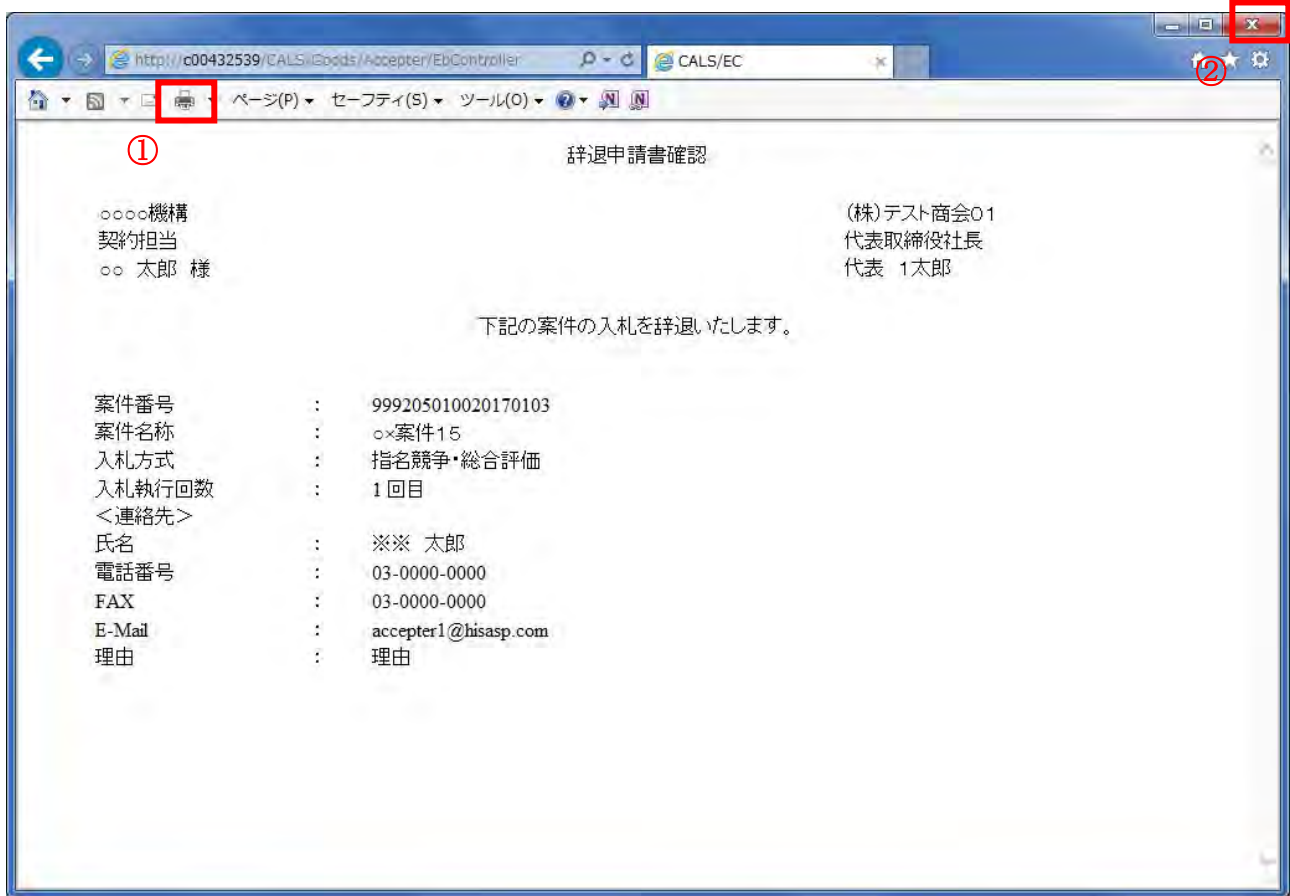 ②
http://c00432539/CALS/Goods/Accepter/EbController CALS/EC
ページ(P) セーフティ(S) ツール(O)
①
辞退申請書確認
○○○○機構 (株)テスト商会01
契約担当 代表取締役社長
○○ 太郎 様 代表 1太郎
下記の案件の入札を辞退いたします。
案件番号 : 999205010020170103
案件名称 : ○×案件15
入札方式 : 指名競争・総合評価
入札執行回数 : 1回目
<連絡先>
氏名 : ※※ 太郎
電話番号 : 03-0000-0000
FAX : 03-0000-0000
E-Mail : accepter1@hisasp.com
理由 : 理由